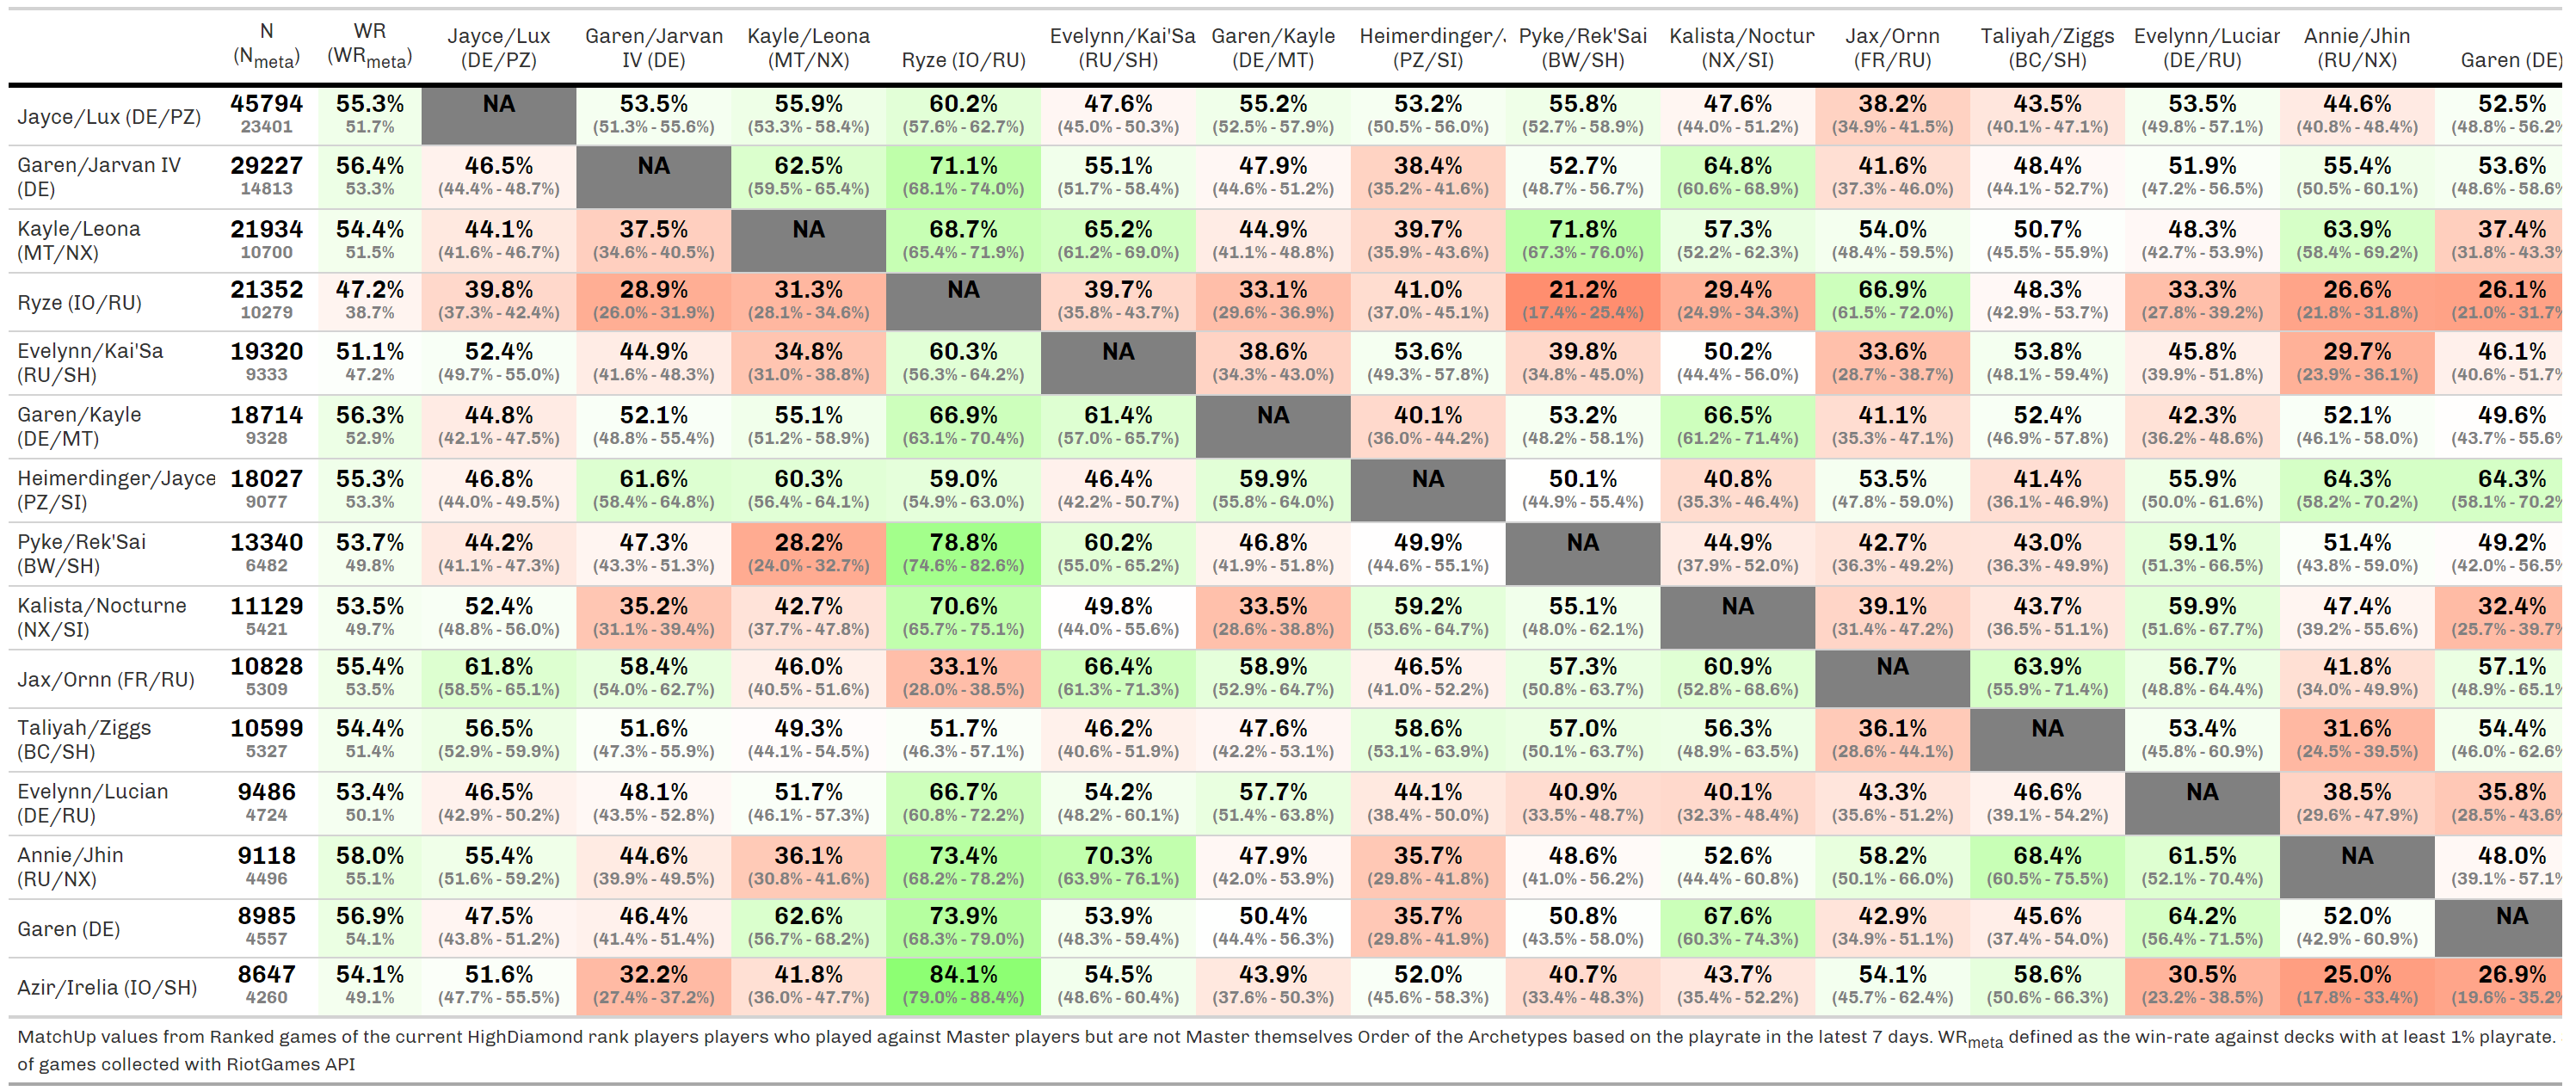 N WR Jayce/Lux Garen/Jarvan Kayle/Leona Evelynn/Kai'Sa Garen/Kayle Heimerdinger/J Pyke/Rek'Sai Kalista/Noctur Jax/Ornn Taliyah/Ziggs Evelynn/Lucian Annie/Jhin
(Nmeta) (WRmeta) (DE/PZ) IV (DE) (MT/NX) Ryze (IO/RU) (RU/SH) (DE/MT) (PZ/SI) (BW/SH) (NX/SI) (FR/RU) (BC/SH) (DE/RU) (RU/NX) Garen (DE)
Jayce/Lux (DE/PZ) 45794 55.3% NA 53.5% 55.9% 60.2% 47.6% 55.2% 53.2% 55.8% 47.6% 38.2% 43.5% 53.5% 44.6% 52.5%
23401 51.7% (51.3% - 55.6%) (53.3% - 58.4%) (57.6% - 62.7%) (45.0% - 50.3%) (52.5% - 57.9%) (50.5% - 56.0%) (52.7% - 58.9%) (44.0% - 51.2%) (34.9% - 41.5%) (40.1% - 47.1%) (49.8% - 57.1%) (40.8% - 48.4%) (48.8% - 56.2%
Garen/Jarvan IV 29227 56.4% 46.5% NA 62.5% 71.1% 55.1% 47.9% 38.4% 52.7% 64.8% 41.6% 48.4% 51.9% 55.4% 53.6%
(DE) 14813 53.3% (44.4% - 48.7%) (59.5% - 65.4%) (68.1% - 74.0%) (51.7% - 58.4%) (44.6% - 51.2%) (35.2% - 41.6%) (48.7% - 56.7%) (60.6% - 68.9%) (37.3% - 46.0%) (44.1% - 52.7%) (47.2% - 56.5%) (50.5% - 60.1%) (48.6% - 58.6%
Kayle/Leona 21934 54.4% 44.1% 37.5% NA 68.7% 65.2% 44.9% 39.7% 71.8% 57.3% 54.0% 50.7% 48.3% 63.9% 37.4%
(MT/NX) 10700 51.5% (41.6% - 46.7%) (34.6% - 40.5%) (65.4% - 71.9%) (61.2% - 69.0%) (41.1% - 48.8%) (35.9% - 43.6%) (67.3% - 76.0%) (52.2% - 62.3%) (48.4% - 59.5%) (45.5% - 55.9%) (42.7% - 53.9%) (58.4% - 69.2%) (31.8% - 43.3%
Ryze (IO/RU) 21352 47.2% 39.8% 28.9% 31.3% NA 39.7% 33.1% 41.0% 21.2% 29.4% 66.9% 48.3% 33.3% 26.6% 26.1%
10279 38.7% (37.3% - 42.4%) (26.0% - 31.9%) (28.1% - 34.6%) (35.8% - 43.7%) (29.6% - 36.9%) (37.0% - 45.1%) (17.4% - 25.4%) (24.9% - 34.3%) (61.5% - 72.0%) (42.9% - 53.7%) (27.8% - 39.2%) (21.8% - 31.8%) (21.0% - 31.7%
Evelynn/Kai'Sa 19320 51.1% 52.4% 44.9% 34.8% 60.3% NA 38.6% 53.6% 39.8% 50.2% 33.6% 53.8% 45.8% 29.7% 46.1%
(RU/SH) 9333 47.2% (49.7% - 55.0%) (41.6% - 48.3%) (31.0% - 38.8%) (56.3% - 64.2%) (34.3% - 43.0%) (49.3% - 57.8%) (34.8% - 45.0%) (44.4% - 56.0%) (28.7% - 38.7%) (48.1% - 59.4%) (39.9% - 51.8%) (23.9% - 36.1%) (40.6% - 51.7%
Garen/Kayle 18714 56.3% 44.8% 52.1% 55.1% 66.9% 61.4% NA 40.1% 53.2% 66.5% 41.1% 52.4% 42.3% 52.1% 49.6%
(DE/MT) 9328 52.9% (42.1% - 47.5%) (48.8% - 55.4%) (51.2% - 58.9%) (63.1% - 70.4%) (57.0% - 65.7%) (36.0% - 44.2%) (48.2% - 58.1%) (61.2% - 71.4%) (35.3% - 47.1%) (46.9% - 57.8%) (36.2% - 48.6%) (46.1% - 58.0%) (43.7% - 55.6%
Heimerdinger/Jayce 18027 55.3% 46.8% 61.6% 60.3% 59.0% 46.4% 59.9% NA 50.1% 40.8% 53.5% 41.4% 55.9% 64.3% 64.3%
(PZ/SI) 9077 53.3% (44.0% - 49.5%) (58.4% - 64.8%) (56.4% - 64.1%) (54.9% - 63.0%) (42.2% - 50.7%) (55.8% - 64.0%) (44.9% - 55.4%) (35.3% - 46.4%) (47.8% - 59.0%) (36.1% - 46.9%) (50.0% - 61.6%) (58.2% - 70.2%) (58.1% - 70.2%
Pyke/Rek'Sai 13340 53.7% 44.2% 47.3% 28.2% 78.8% 60.2% 46.8% 49.9% NA 44.9% 42.7% 43.0% 59.1% 51.4% 49.2%
(BW/SH) 6482 49.8% (41.1% - 47.3%) (43.3% - 51.3%) (24.0% - 32.7%) (74.6% - 82.6%) (55.0% - 65.2%) (41.9% - 51.8%) (44.6% - 55.1%) (37.9% - 52.0%) (36.3% - 49.2%) (36.3% - 49.9%) (51.3% - 66.5%) (43.8% - 59.0%) (42.0% - 56.5%
Kalista/Nocturne 11129 53.5% 52.4% 35.2% 42.7% 70.6% 49.8% 33.5% 59.2% 55.1% NA 39.1% 43.7% 59.9% 47.4% 32.4%
(NX/SI) 5421 49.7% (48.8% - 56.0%) (31.1% - 39.4%) (37.7% - 47.8%) (65.7% - 75.1%) (44.0% - 55.6%) (28.6% - 38.8%) (53.6% - 64.7%) (48.0% - 62.1%) (31.4% - 47.2%) (36.5% - 51.1%) (51.6% - 67.7%) (39.2% - 55.6%) (25.7% - 39.7%
Jax/Ornn (FR/RU) 10828 55.4% 61.8% 58.4% 46.0% 33.1% 66.4% 58.9% 46.5% 57.3% 60.9% NA 63.9% 56.7% 41.8% 57.1%
5309 53.5% (58.5% - 65.1%) (54.0% - 62.7%) (40.5% - 51.6%) (28.0% - 38.5%) (61.3% - 71.3%) (52.9% - 64.7%) (41.0% - 52.2%) (50.8% - 63.7%) (52.8% - 68.6%) (55.9% - 71.4%) (48.8% - 64.4%) (34.0% - 49.9%) (48.9% - 65.1%
Taliyah/Ziggs 10599 54.4% 56.5% 51.6% 49.3% 51.7% 46.2% 47.6% 58.6% 57.0% 56.3% 36.1% NA 53.4% 31.6% 54.4%
(BC/SH) 5327 51.4% (52.9% - 59.9%) (47.3% - 55.9%) (44.1% - 54.5%) (46.3% - 57.1%) (40.6% - 51.9%) (42.2% - 53.1%) (53.1% - 63.9%) (50.1% - 63.7%) (48.9% - 63.5%) (28.6% - 44.1%) (45.8% - 60.9%) (24.5% - 39.5%) (46.0% - 62.6%
Evelynn/Lucian 9486 53.4% 46.5% 48.1% 51.7% 66.7% 54.2% 57.7% 44.1% 40.9% 40.1% 43.3% 46.6% NA 38.5% 35.8%
(DE/RU) 4724 50.1% (42.9% - 50.2%) (43.5% - 52.8%) (46.1% - 57.3%) (60.8% - 72.2%) (48.2% - 60.1%) (51.4% - 63.8%) (38.4% - 50.0%) (33.5% - 48.7%) (32.3% - 48.4%) (35.6% - 51.2%) (39.1% - 54.2%) (29.6% - 47.9%) (28.5% - 43.6%
Annie/Jhin 9118 58.0% 55.4% 44.6% 36.1% 73.4% 70.3% 47.9% 35.7% 48.6% 52.6% 58.2% 68.4% 61.5% NA 48.0%
(RU/NX) 4496 55.1% (51.6% - 59.2%) (39.9% - 49.5%) (30.8% - 41.6%) (68.2% - 78.2%) (63.9% - 76.1%) (42.0% - 53.9%) (29.8% - 41.8%) (41.0% - 56.2%) (44.4% - 60.8%) (50.1% - 66.0%) (60.5% - 75.5%) (52.1% - 70.4%) (39.1% - 57.1%
Garen (DE) 8985 56.9% 47.5% 46.4% 62.6% 73.9% 53.9% 50.4% 35.7% 50.8% 67.6% 42.9% 45.6% 64.2% 52.0% NA
4557 54.1% (43.8% - 51.2%) (41.4% - 51.4%) (56.7% - 68.2%) (68.3% - 79.0%) (48.3% - 59.4%) (44.4% - 56.3%) (29.8% - 41.9%) (43.5% - 58.0%) (60.3% - 74.3%) (34.9% - 51.1%) (37.4% - 54.0%) (56.4% - 71.5%) (42.9% - 60.9%)
Azir/Irelia (IO/SH) 8647 54.1% 51.6% 32.2% 41.8% 84.1% 54.5% 43.9% 52.0% 40.7% 43.7% 54.1% 58.6% 30.5% 25.0% 26.9%
4260 49.1% (47.7% - 55.5%) (27.4% - 37.2%) (36.0% - 47.7%) (79.0% - 88.4%) (48.6% - 60.4%) (37.6% - 50.3%) (45.6% - 58.3%) (33.4% - 48.3%) (35.4% - 52.2%) (45.7% - 62.4%) (50.6% - 66.3%) (23.2% - 38.5%) (17.8% - 33.4%) (19.6% - 35.2%
MatchUp values from Ranked games of the current HighDiamond rank players players who played against Master players but are not Master themselves Order of the Archetypes based on the playrate in the latest 7 days. WRmeta defined as the win-rate against decks with at least 1% playrate.
of games collected with RiotGames API